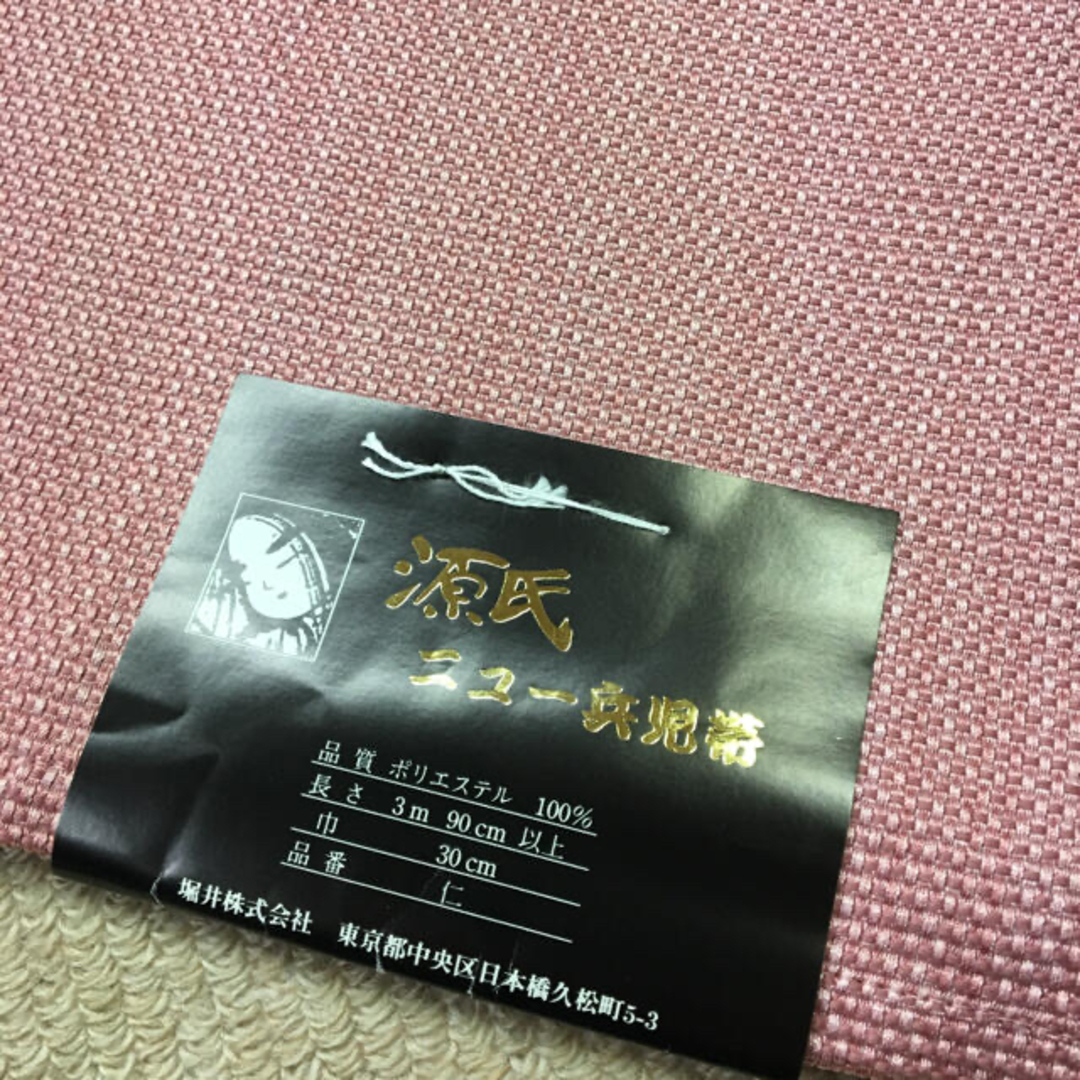 源氏
ニュー兵児帯
品質 ポリエステル 100%
長さ 3m 90cm 以上
巾 30cm
品番 仁
堀井株式会社 東京都中央区日本橋久松町5-3